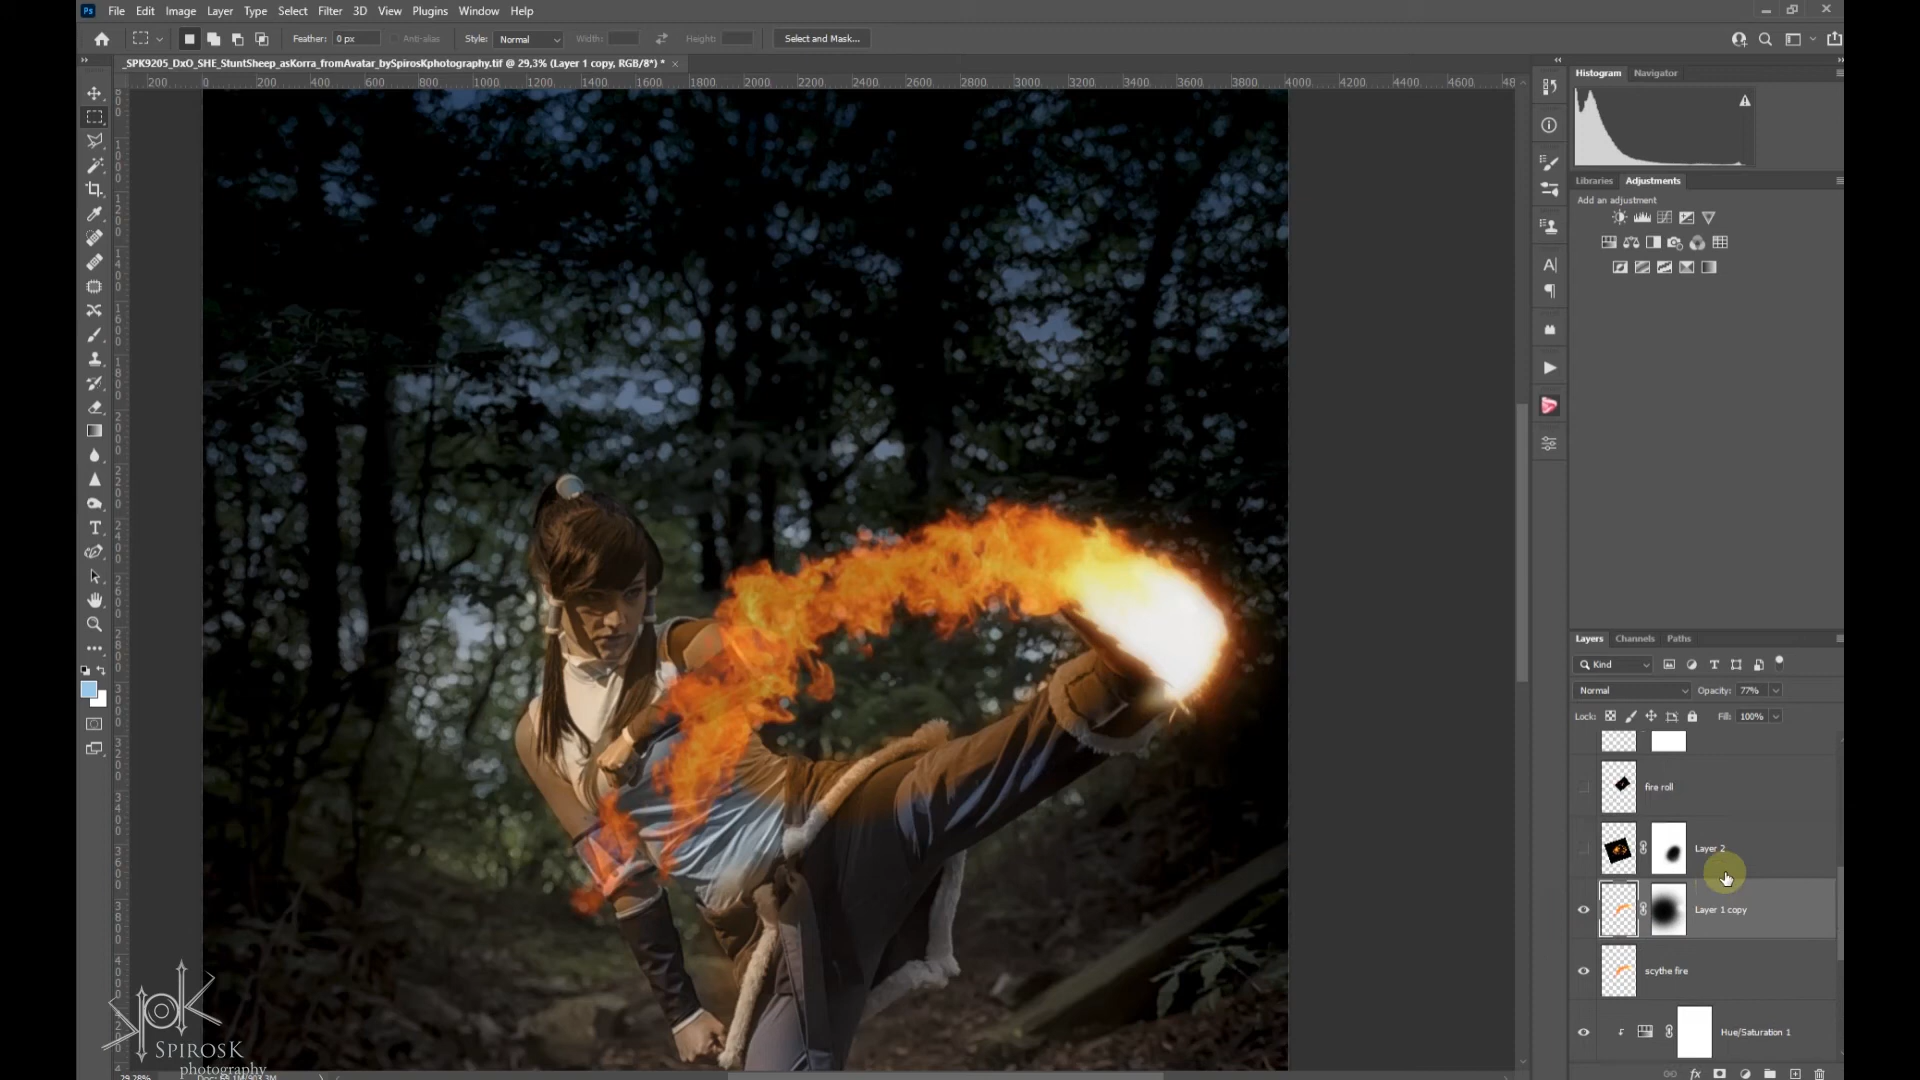 Ps File Edit Image Layer Type Select Filter 3D View Plugins Window Help
Feather: 0 px Anti-alias Style: Normal Width: Height: Select and Mask...
_SPK9205_DxO_SHE_StuntSheep_asKorra_fromAvatar_bySpirosKphotography.tif @ 29,3% (Layer 1 copy, RGB/8*) * ×
200 0 200 400 600 800 1000 1200 1400 1600 1800 2000 2200 2400 2600 2800 3000 3200 3400 3600 3800 4000 4200 4400 4600 48
Histogram Navigator
Libraries Adjustments
Add an adjustment
Layers Channels Paths
Kind
Normal Opacity: 77%
Lock: Fill: 100%
fire roll
Layer 2
Layer 1 copy
scythe fire
Hue/Saturation 1
SPIROSK
photography